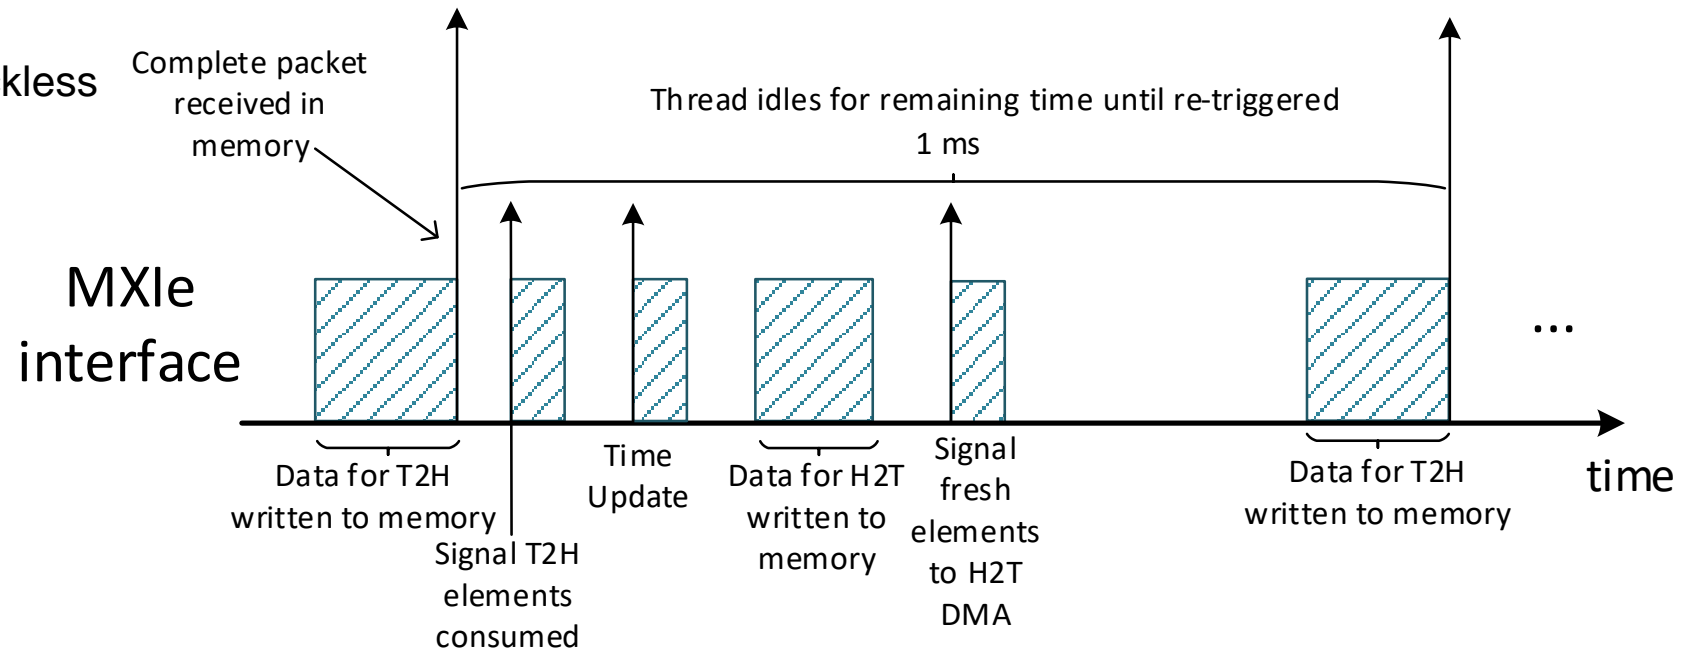 kless
Complete packet
received in
memory
Thread idles for remaining time until re-triggered
1 ms
MXIe
interface
...
Data for T2H
written to memory
Signal T2H
elements
consumed
Time
Update
Data for H2T
written to
memory
Signal
fresh
elements
to H2T
DMA
Data for T2H
written to memory
time